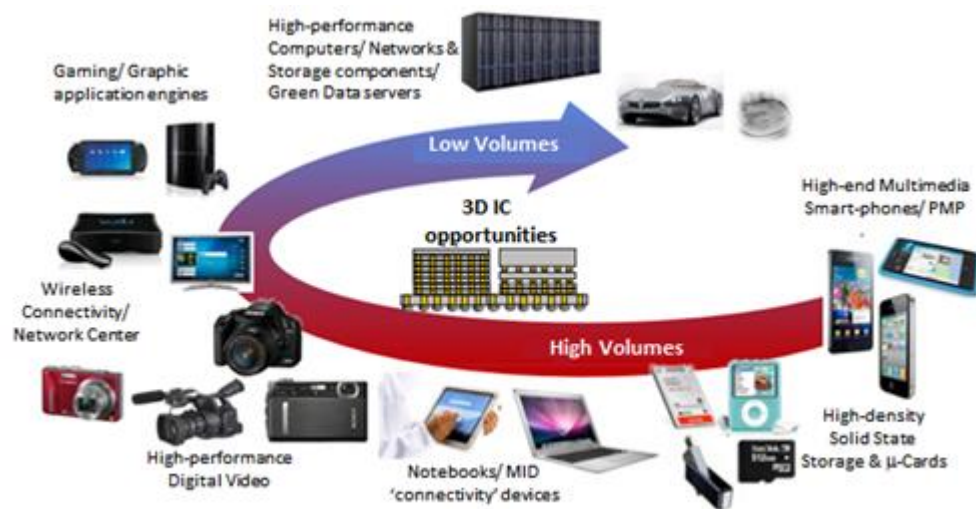 High-performance
Computers/ Networks &
Storage components/
Green Data servers
Gaming/ Graphic
application engines
Low Volumes
3D IC
opportunities
High-end Multimedia
Smart-phones/ PMP
Wireless
Connectivity/
Network Center
High Volumes
High-performance
Digital Video
Notebooks/ MID
'connectivity' devices
High-density
Solid State
Storage & µ-Cards